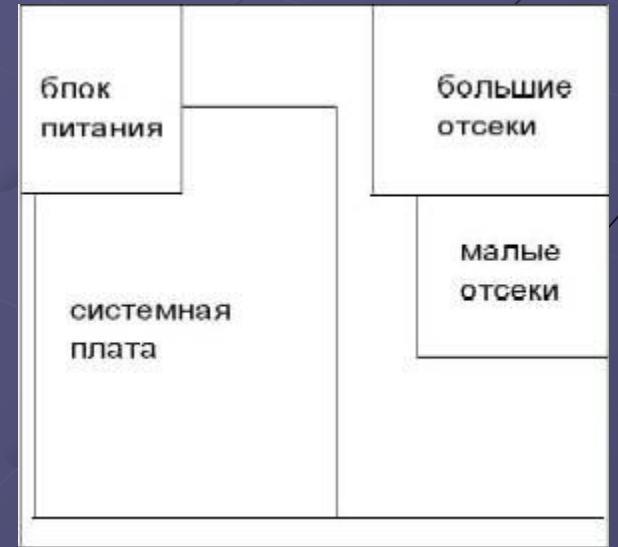 блок
питания
большие
отсеки
малые
отсеки
системная
плата